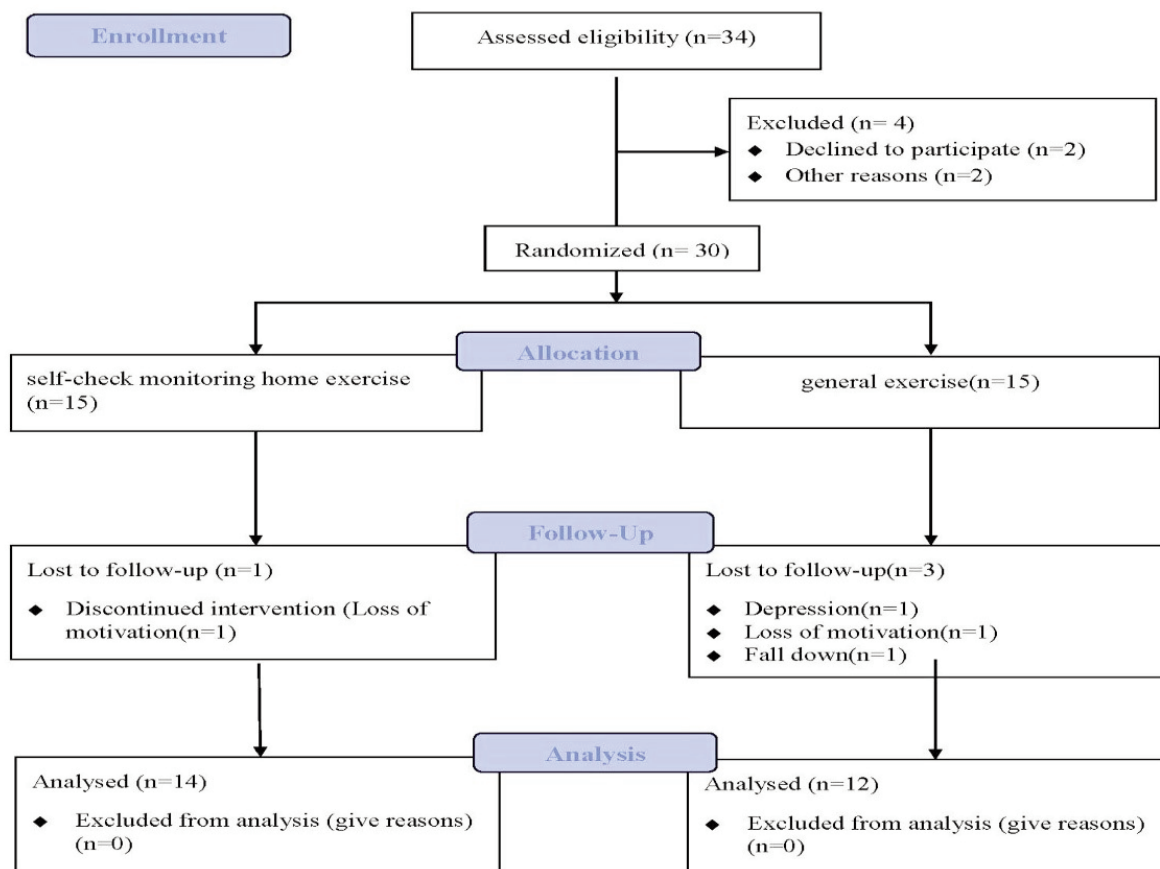 Enrollment
Assessed eligibility (n=34)
Excluded (n= 4)
◆ Declined to participate (n=2)
◆ Other reasons (n=2)
Randomized (n= 30)
Allocation
self-check monitoring home exercise
(n=15)
general exercise(n=15)
Follow-Up
Lost to follow-up (n=1)
◆ Discontinued intervention (Loss of
motivation(n=1)
Lost to follow-up(n=3)
◆ Depression(n=1)
◆ Loss of motivation(n=1)
◆ Fall down(n=1)
Analysis
Analysed (n=14)
◆ Excluded from analysis (give reasons)
(n=0)
Analysed (n=12)
◆ Excluded from analysis (give reasons)
(n=0)